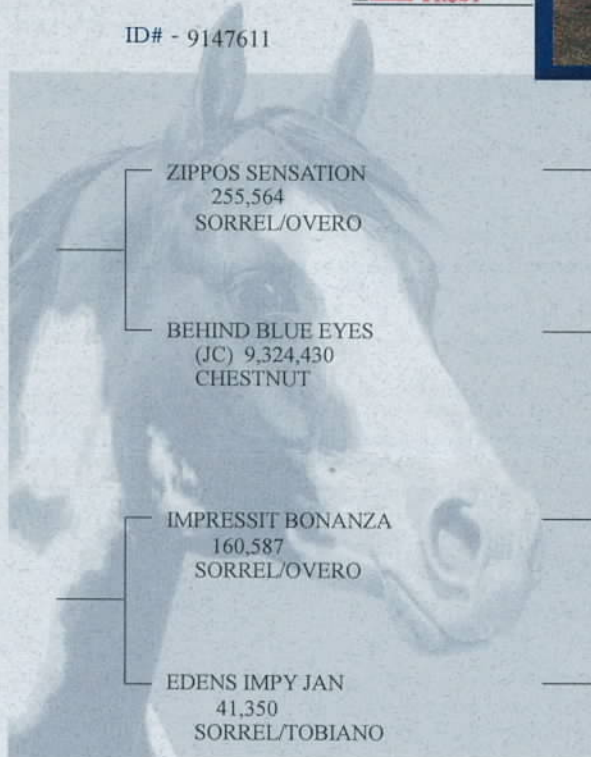 ID# - 9147611
ZIPPOS SENSATION
255,564
SORREL/OVERO
BEHIND BLUE EYES
(JC) 9,324,430
CHESTNUT
IMPRESSIT BONANZA
160,587
SORREL/OVERO
EDENS IMPY JAN
41,350
SORREL/TOBIANO